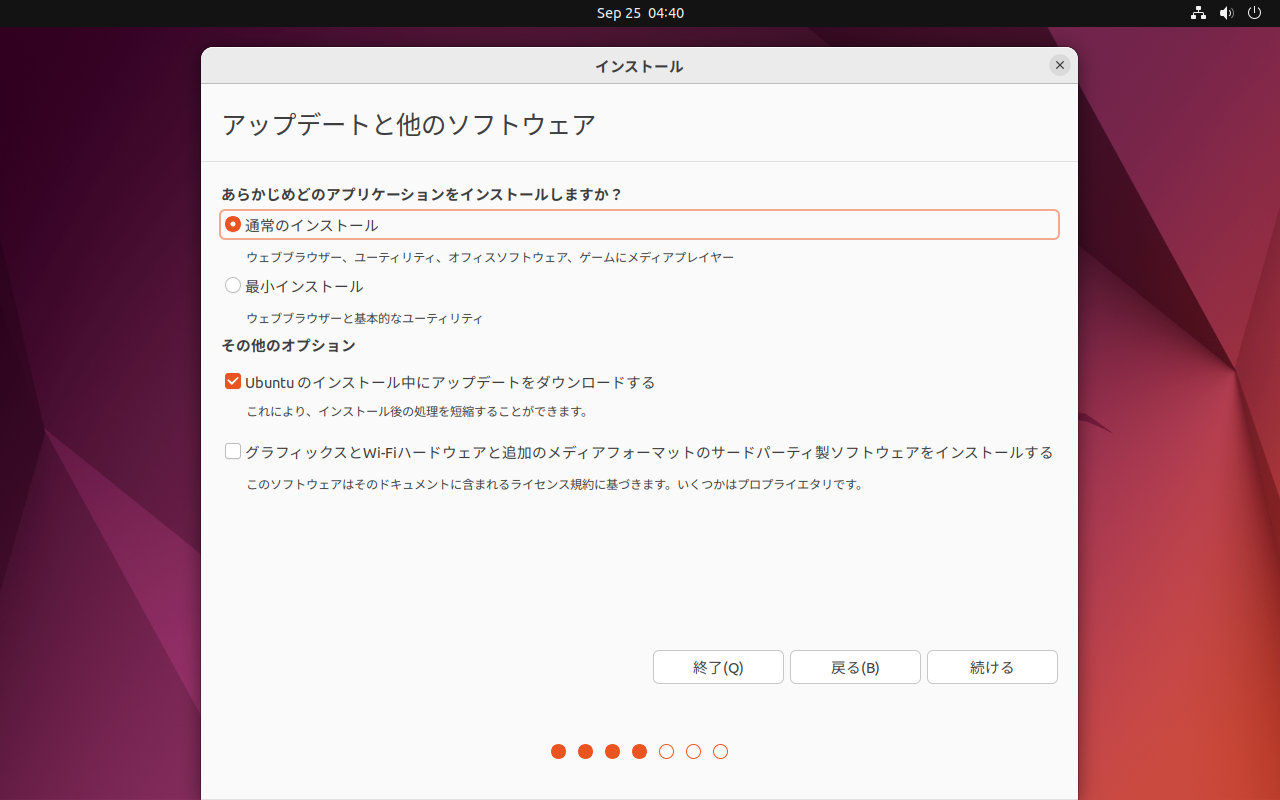 Sep 25 04:40
インストール
アップデートと他のソフトウェア
あらかじめどのアプリケーションをインストールしますか？
通常のインストール
ウェブブラウザー、ユーティリティ、オフィスソフトウェア、ゲームにメディアプレイヤー
最小インストール
ウェブブラウザーと基本的なユーティリティ
その他のオプション
Ubuntu のインストール中にアップデートをダウンロードする
これにより、インストール後の処理を短縮することができます。
グラフィックスとWi-Fiハードウェアと追加のメディアフォーマットのサードパーティ製ソフトウェアをインストールする
このソフトウェアはそのドキュメントに含まれるライセンス規約に基づきます。いくつかはプロプライエタリです。
終了(Q) 戻る(B) 続ける